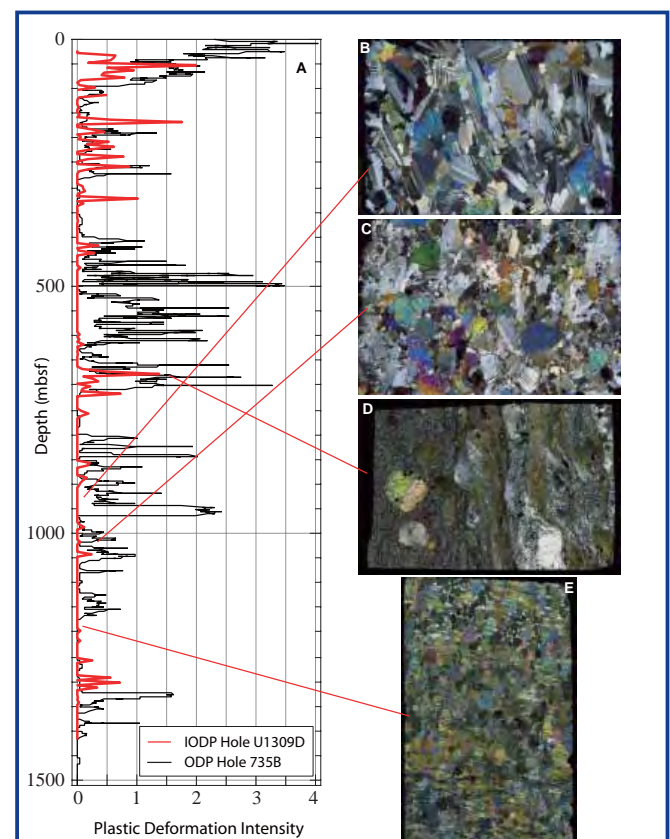 0
A
B
C
500
Depth (mbsf)
D
1000
E
IODP Hole U1309D
ODP Hole 735B
1500
0 1 2 3 4
Plastic Deformation Intensity